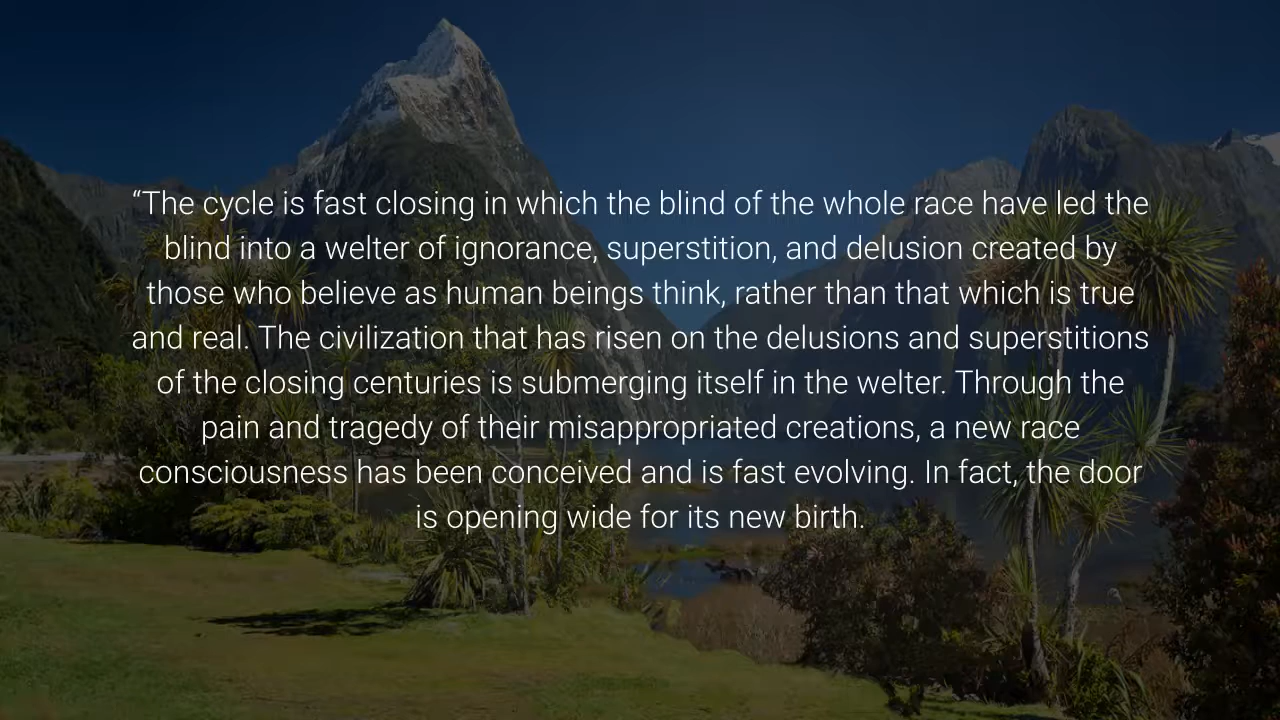 “The cycle is fast closing in which the blind of the whole race have led the
blind into a welter of ignorance, superstition, and delusion created by
those who believe as human beings think, rather than that which is true
and real. The civilization that has risen on the delusions and superstitions
of the closing centuries is submerging itself in the welter. Through the
pain and tragedy of their misappropriated creations, a new race
consciousness has been conceived and is fast evolving. In fact, the door
is opening wide for its new birth.